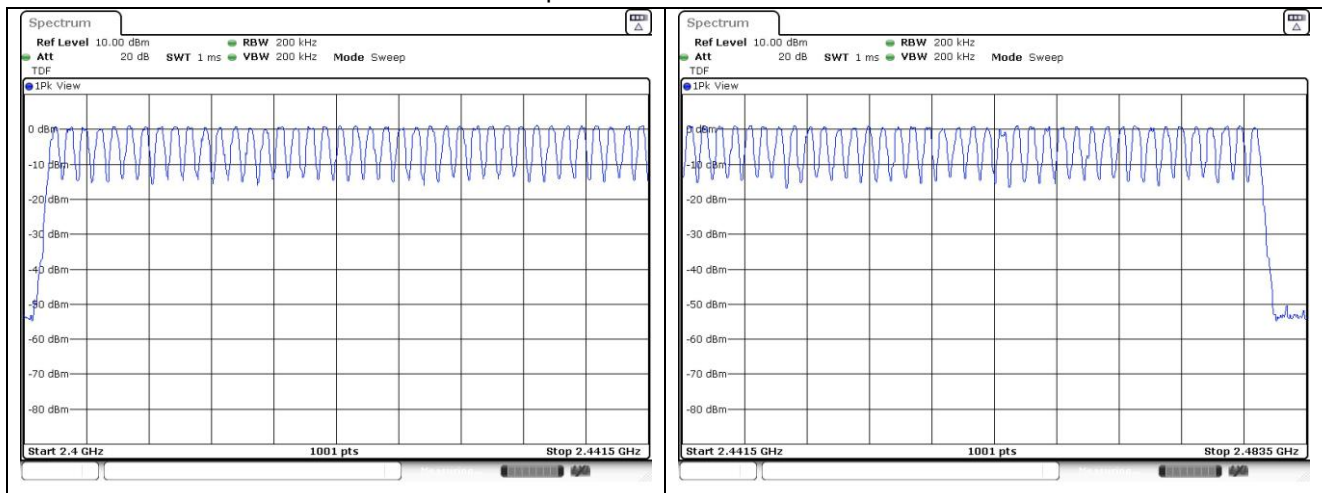 Spectrum
Ref Level 10.00 dBm RBW 200 kHz
Att 20 dB SWT 1 ms VBW 200 kHz Mode Sweep
TDF
1Pk View
0 dBm
-10 dBm
-20 dBm
-30 dBm
-40 dBm
-50 dBm
-60 dBm
-70 dBm
-80 dBm
Start 2.4 GHz 1001 pts Stop 2.4415 GHz
Spectrum
Ref Level 10.00 dBm RBW 200 kHz
Att 20 dB SWT 1 ms VBW 200 kHz Mode Sweep
TDF
1Pk View
0 dBm
-10 dBm
-20 dBm
-30 dBm
-40 dBm
-50 dBm
-60 dBm
-70 dBm
-80 dBm
Start 2.4415 GHz 1001 pts Stop 2.4835 GHz